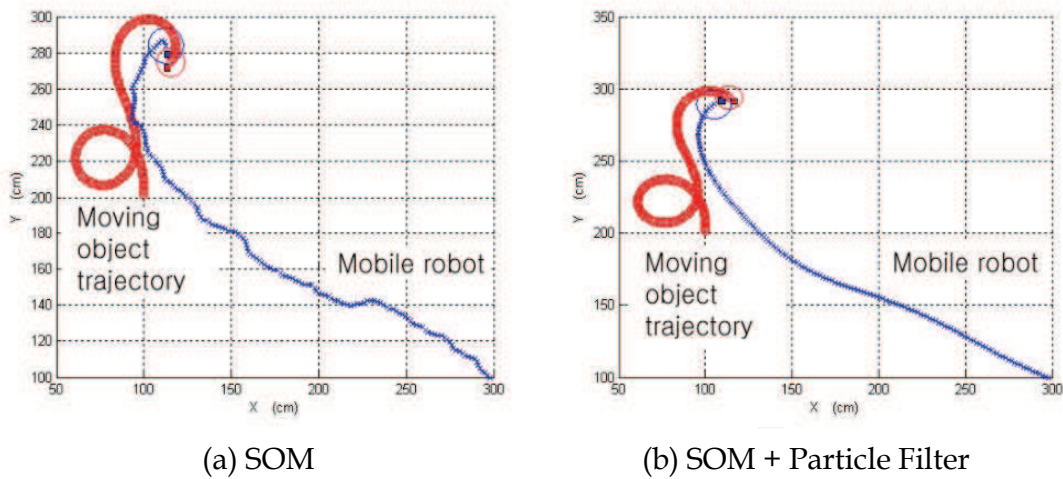 300
280
260
240
220
200
180
160
140
120
100
Y (cm)
Moving
object
trajectory
Mobile robot
50
100
150
200
250
300
X (cm)
(a) SOM
350
300
250
200
150
100
Y (cm)
Moving
object
trajectory
Mobile robot
50
100
150
200
250
300
X (cm)
(b) SOM + Particle Filter